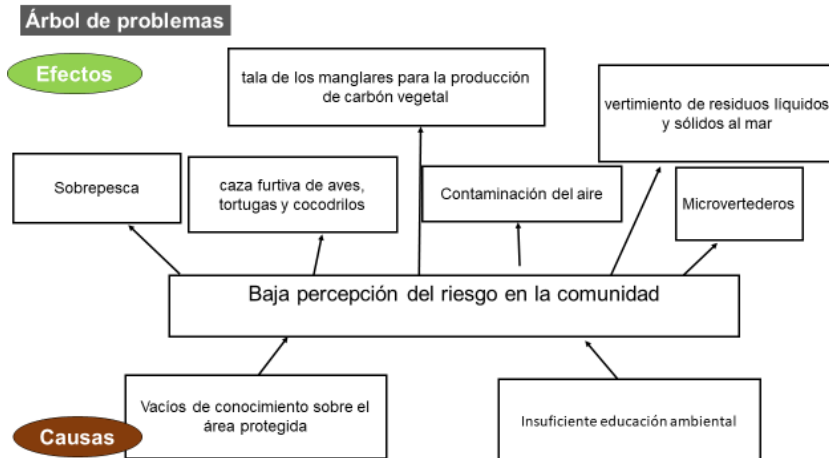 Árbol de problemas
Efectos
tala de los manglares para la producción
de carbón vegetal
vertimiento de residuos líquidos
y sólidos al mar
Sobrepesca
caza furtiva de aves,
tortugas y cocodrilos
Contaminación del aire
Microvertederos
Baja percepción del riesgo en la comunidad
Vacíos de conocimiento sobre el
área protegida
Insuficiente educación ambiental
Causas